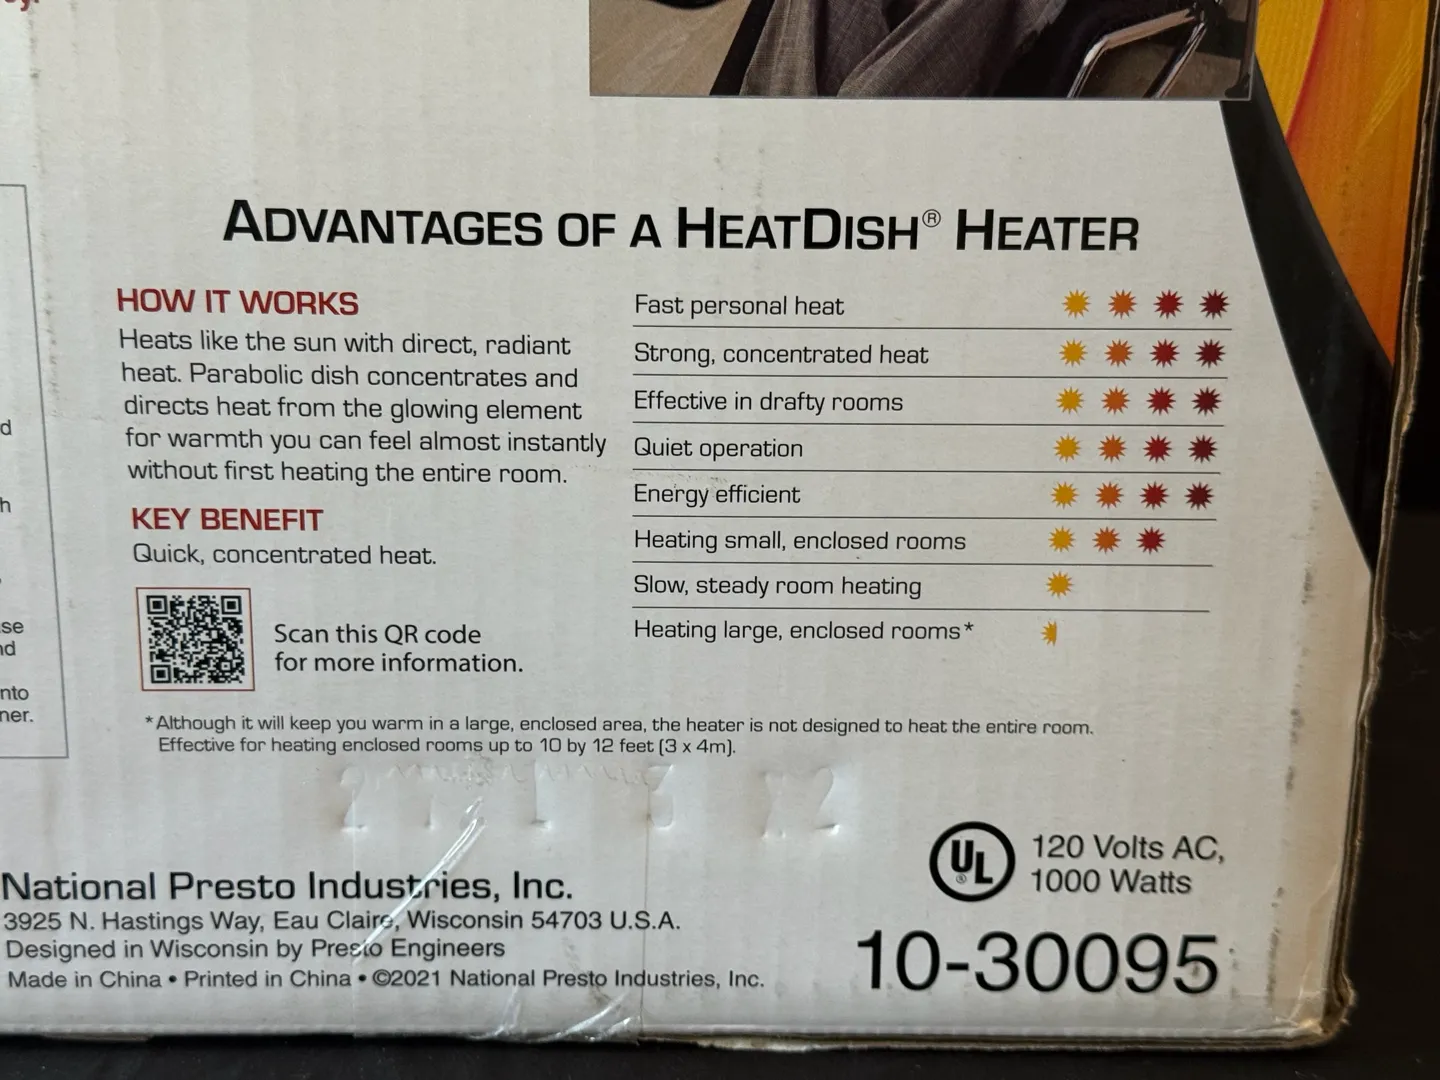 ADVANTAGES OF A HEATDISH® HEATER
HOW IT WORKS
Heats like the sun with direct, radiant
heat. Parabolic dish concentrates and
directs heat from the glowing element
for warmth you can feel almost instantly
without first heating the entire room.
KEY BENEFIT
Quick, concentrated heat.
Scan this QR code
for more information.
Fast personal heat
Strong, concentrated heat
Effective in drafty rooms
Quiet operation
Energy efficient
Heating small, enclosed rooms
Slow, steady room heating
Heating large, enclosed rooms*
*Although it will keep you warm in a large, enclosed area, the heater is not designed to heat the entire room.
Effective for heating enclosed rooms up to 10 by 12 feet (3 x 4m).
National Presto Industries, Inc.
3925 N. Hastings Way, Eau Claire, Wisconsin 54703 U.S.A.
Designed in Wisconsin by Presto Engineers
Made in China • Printed in China • ©2021 National Presto Industries, Inc.
UL®
120 Volts AC,
1000 Watts
10-30095